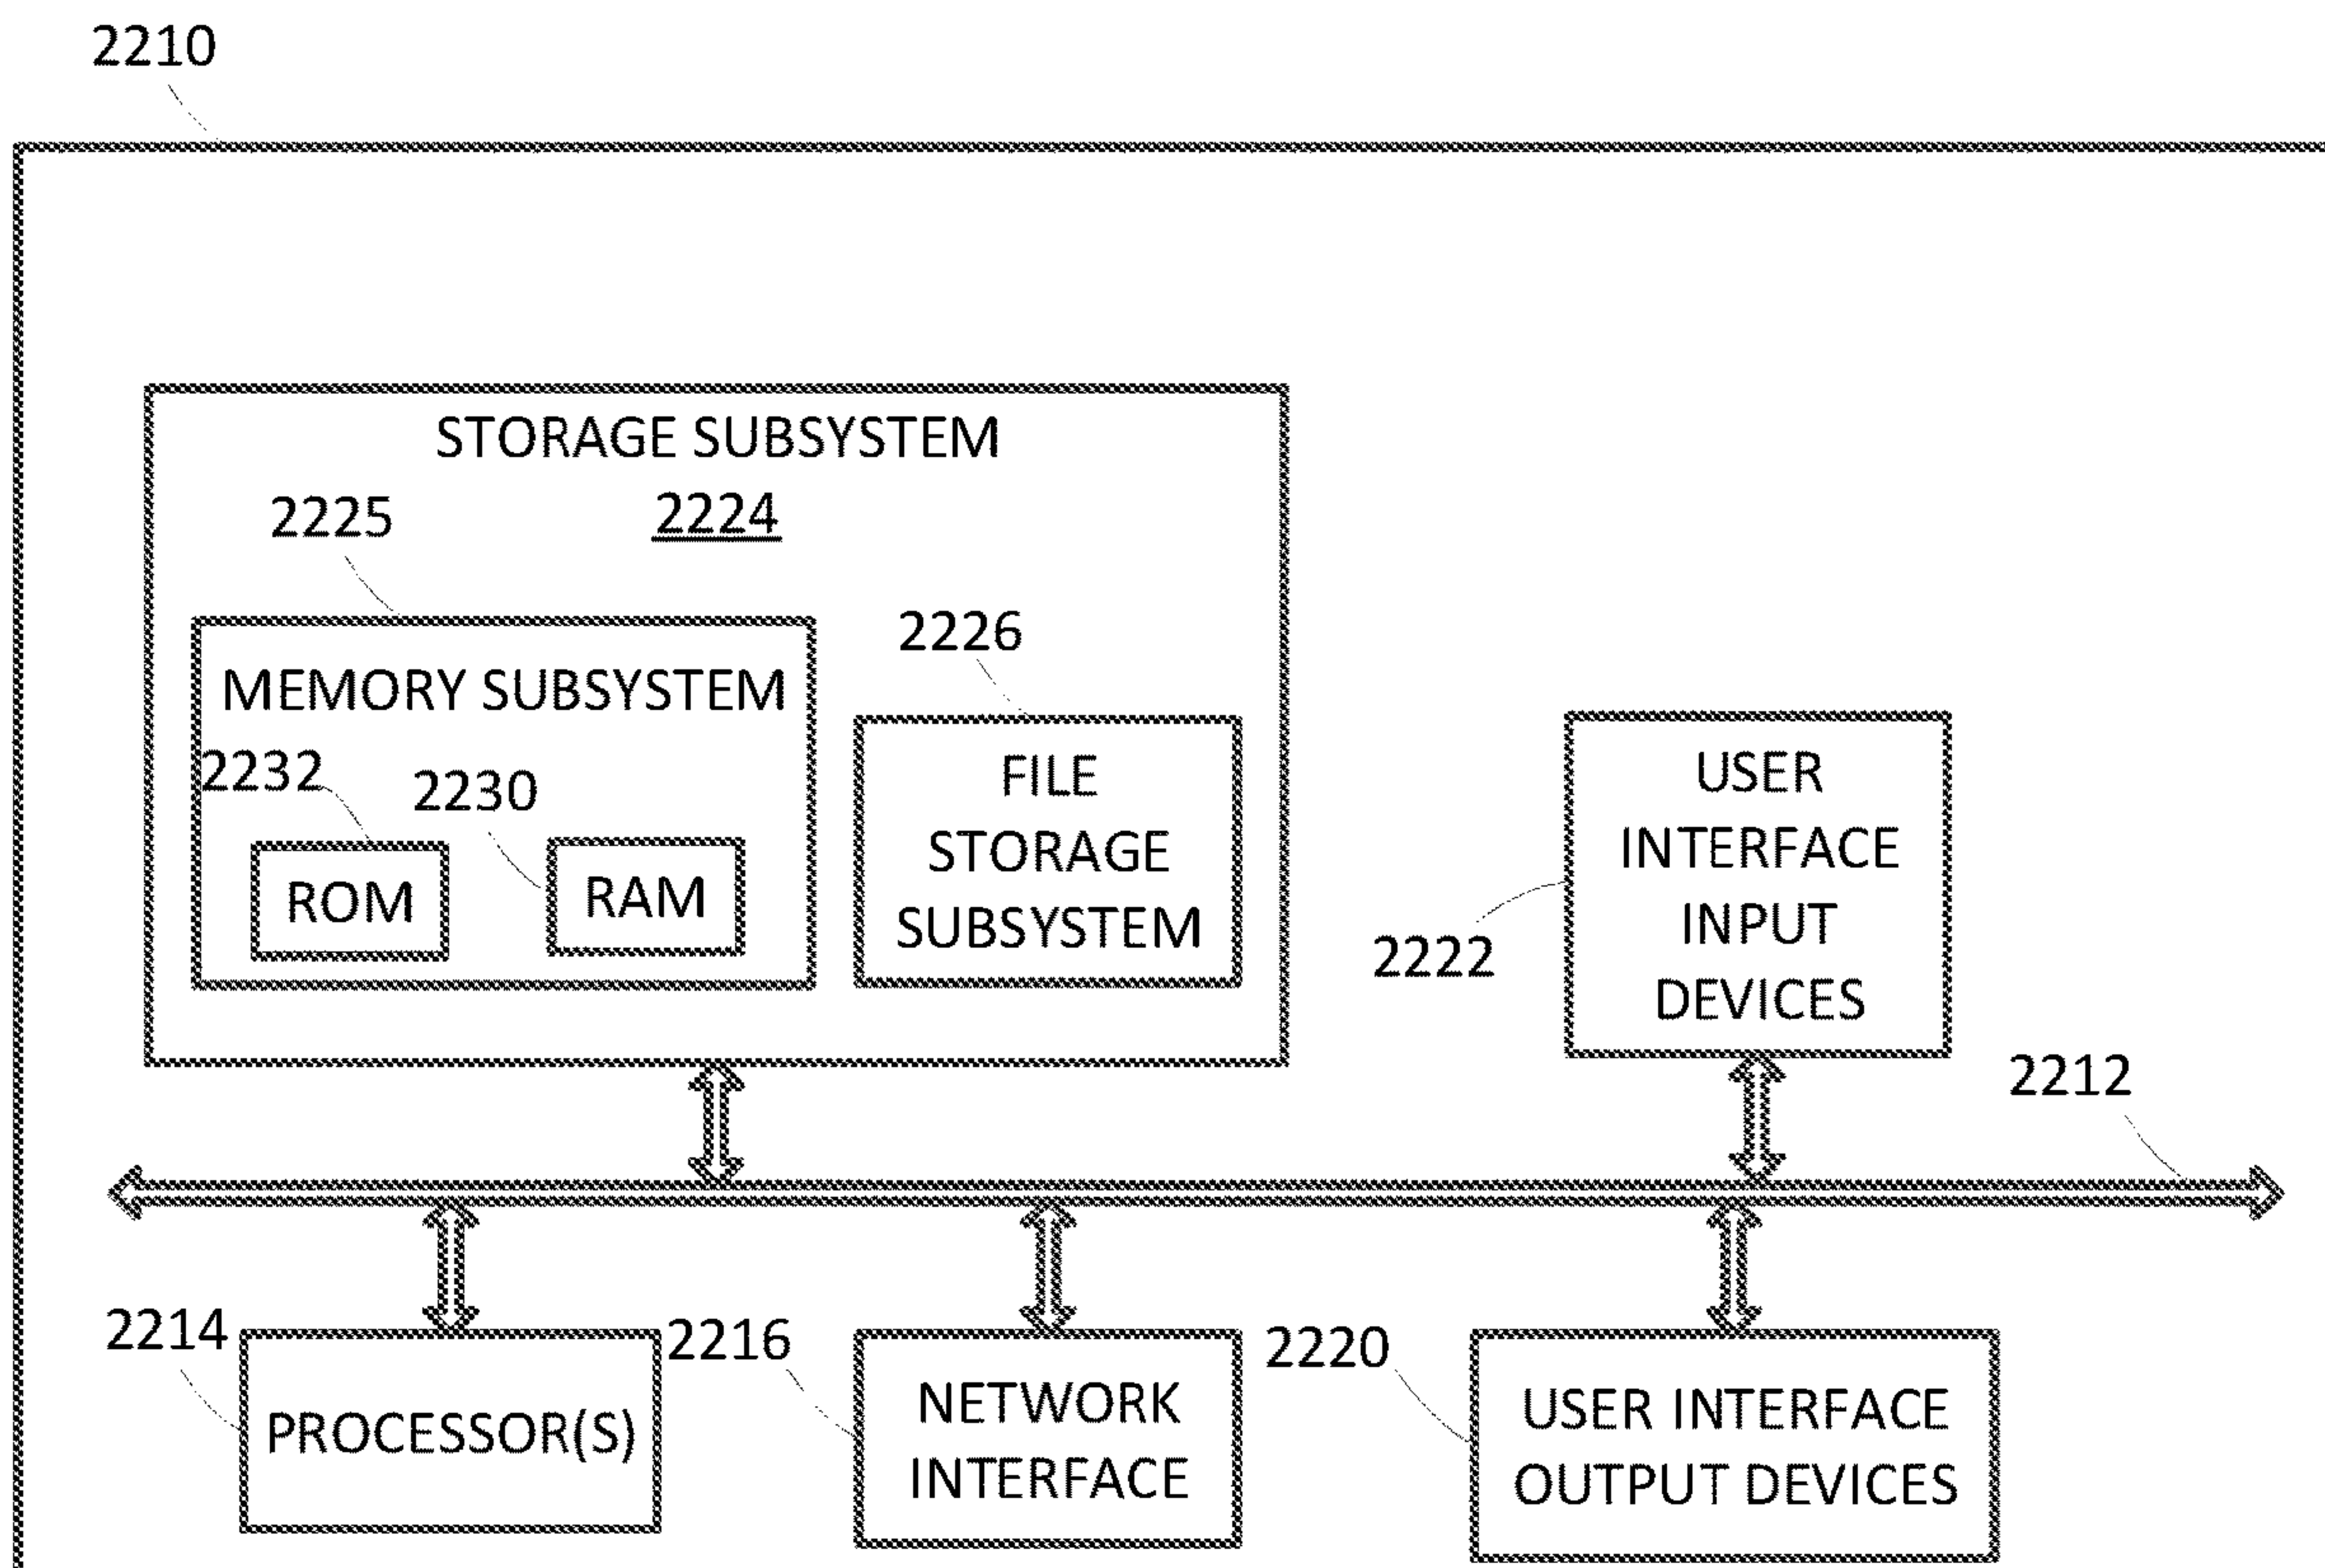 2210
STORAGE SUBSYSTEM
2224
2225
2226
MEMORY SUBSYSTEM
2232
2230
ROM
RAM
FILE
STORAGE
SUBSYSTEM
USER
INTERFACE
INPUT
DEVICES
2222
2212
2214
PROCESSOR(S)
2216
NETWORK
INTERFACE
2220
USER INTERFACE
OUTPUT DEVICES